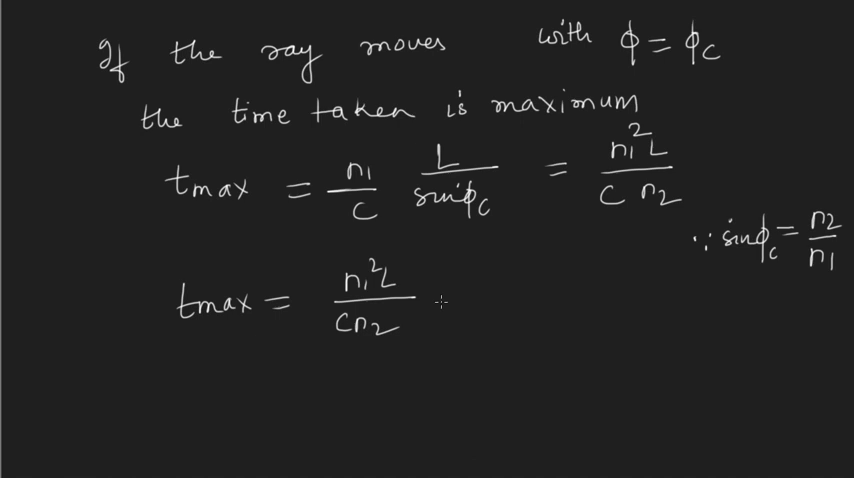 If the ray moves with ϕ = ϕc
the time taken is maximum
tmax = n1/C L/sinϕc = n1²L/C n2
∵ sinϕc = n2/n1
tmax = n1²L/Cn2